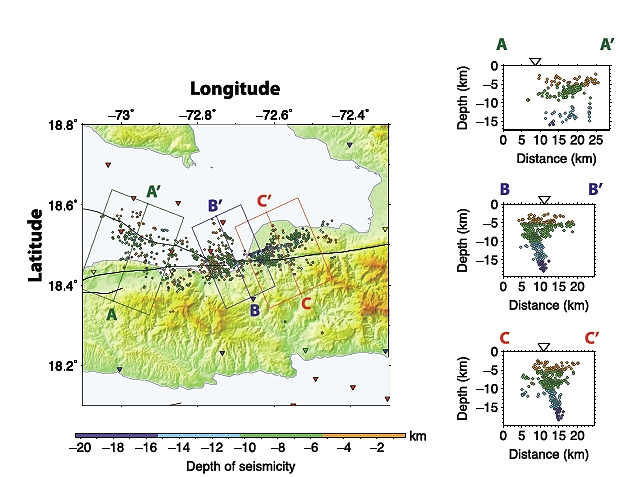 Longitude
−73° −72.8° −72.6° −72.4°
Latitude
18.8°
18.6°
18.4°
18.2°
A′ B′ C′
A B C
−20 −18 −16 −14 −12 −10 −8 −6 −4 −2 km
Depth of seismicity
A A′
Depth (km)
0
−5
−10
−15
0 5 10 15 20 25
Distance (km)
B B′
Depth (km)
0
−5
−10
−15
0 5 10 15 20
Distance (km)
C C′
Depth (km)
0
−5
−10
−15
0 5 10 15 20
Distance (km)